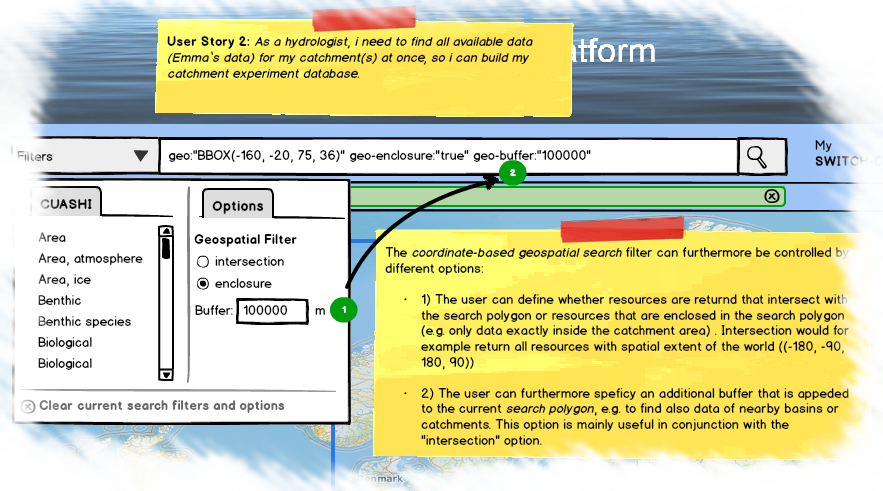 User Story 2: As a hydrologist, i need to find all available data
(Emma's data) for my catchment(s) at once, so i can build my
catchment experiment database.
atform
Filters
geo:"BBOX(-160, -20, 75, 36)" geo-enclosure:"true" geo-buffer:"100000"
My
SWITCH-O
2
CUASHI
Options
Area
Area, atmosphere
Area, ice
Benthic
Benthic species
Biological
Biological
Geospatial Filter
intersection
enclosure
Buffer: 100000 m
1
Clear current search filters and options
The coordinate-based geospatial search filter can furthermore be controlled by
different options:
· 1) The user can define whether resources are returnd that intersect with
the search polygon or resources that are enclosed in the search polygon
(e.g. only data exactly inside the catchment area) . Intersection would for
example return all resources with spatial extent of the world ((-180, -90,
180, 90))
· 2.) The user can furthermore speficy an additional buffer that is appeded
to the current search polygon, e.g. to find also data of nearby basins or
catchments. This option is mainly useful in conjunction with the
"intersection" option.
enmark